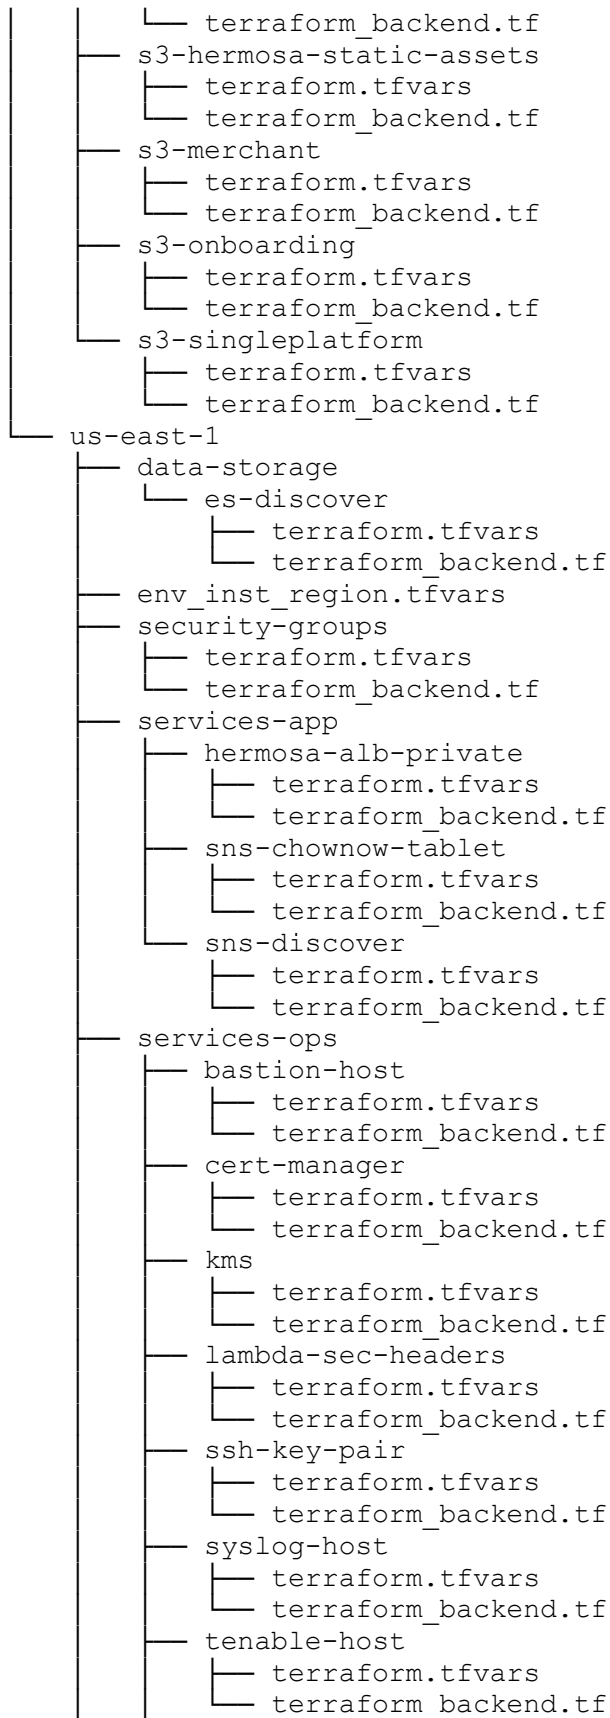 │   │   └── terraform_backend.tf
│   ├── s3-hermosa-static-assets
│   │   ├── terraform.tfvars
│   │   └── terraform_backend.tf
│   ├── s3-merchant
│   │   ├── terraform.tfvars
│   │   └── terraform_backend.tf
│   ├── s3-onboarding
│   │   ├── terraform.tfvars
│   │   └── terraform_backend.tf
│   └── s3-singleplatform
│       ├── terraform.tfvars
│       └── terraform_backend.tf
└── us-east-1
    ├── data-storage
    │   └── es-discover
    │       ├── terraform.tfvars
    │       └── terraform_backend.tf
    ├── env_inst_region.tfvars
    ├── security-groups
    │   ├── terraform.tfvars
    │   └── terraform_backend.tf
    ├── services-app
    │   ├── hermosa-alb-private
    │   │   ├── terraform.tfvars
    │   │   └── terraform_backend.tf
    │   ├── sns-chownow-tablet
    │   │   ├── terraform.tfvars
    │   │   └── terraform_backend.tf
    │   └── sns-discover
    │       ├── terraform.tfvars
    │       └── terraform_backend.tf
    ├── services-ops
    │   ├── bastion-host
    │   │   ├── terraform.tfvars
    │   │   └── terraform_backend.tf
    │   ├── cert-manager
    │   │   ├── terraform.tfvars
    │   │   └── terraform_backend.tf
    │   ├── kms
    │   │   ├── terraform.tfvars
    │   │   └── terraform_backend.tf
    │   ├── lambda-sec-headers
    │   │   ├── terraform.tfvars
    │   │   └── terraform_backend.tf
    │   ├── ssh-key-pair
    │   │   ├── terraform.tfvars
    │   │   └── terraform_backend.tf
    │   ├── syslog-host
    │   │   ├── terraform.tfvars
    │   │   └── terraform_backend.tf
    │   ├── tenable-host
    │   │   ├── terraform.tfvars
    │   │   └── terraform_backend.tf